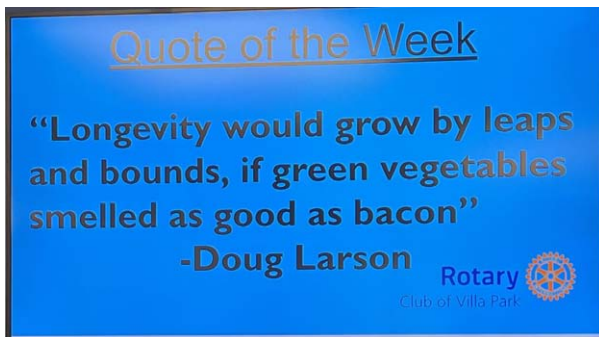 Quote of the Week
“Longevity would grow by leaps
and bounds, if green vegetables
smelled as good as bacon”
-Doug Larson
Rotary
Club of Villa Park